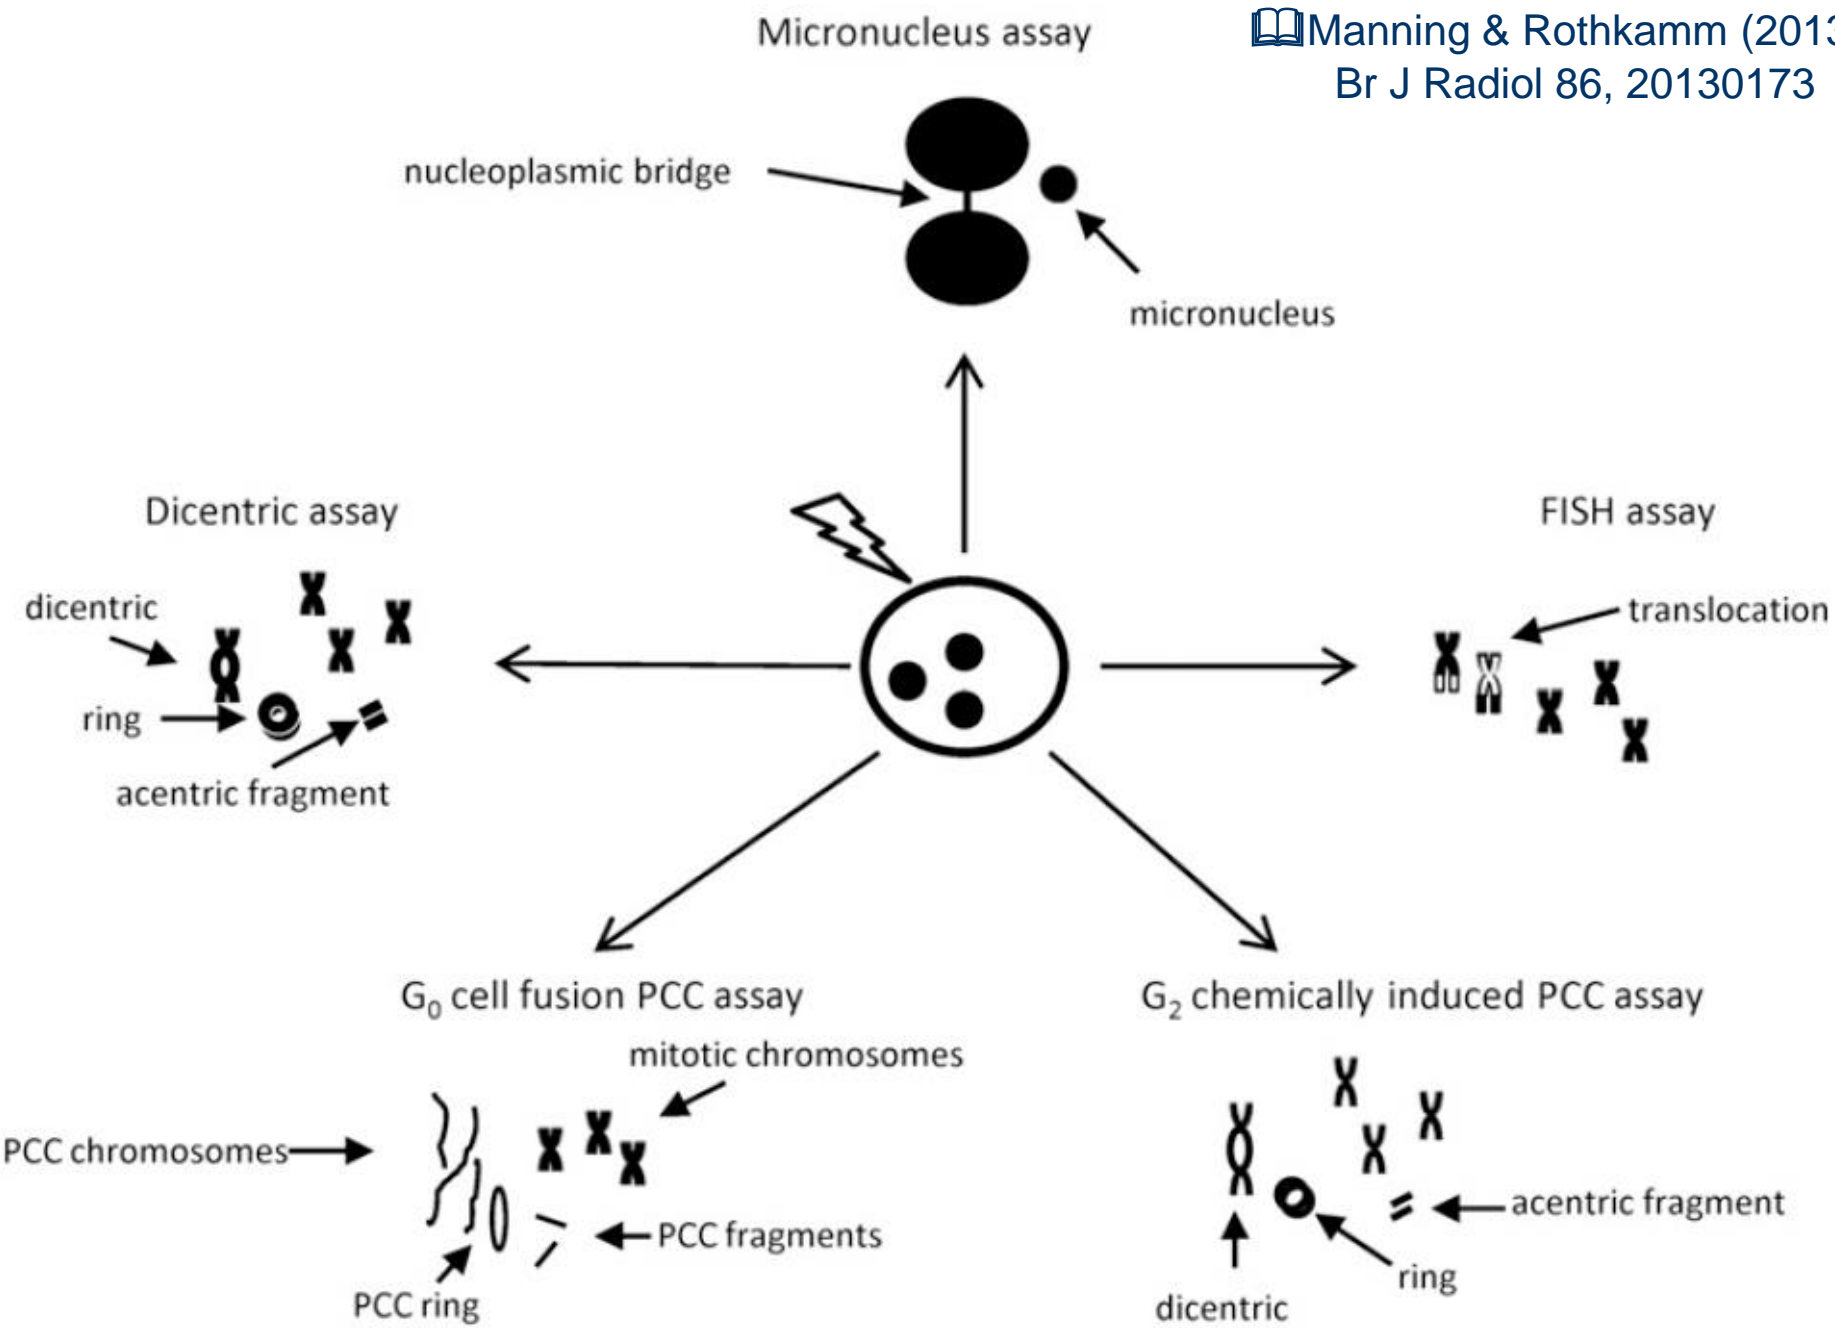 Micronucleus assay
Manning & Rothkamm (2013
Br J Radiol 86, 20130173
nucleoplasmic bridge
micronucleus
Dicentric assay
dicentric
ring
acentric fragment
FISH assay
translocation
G₀ cell fusion PCC assay
mitotic chromosomes
PCC chromosomes
PCC fragments
PCC ring
G₂ chemically induced PCC assay
acentric fragment
ring
dicentric